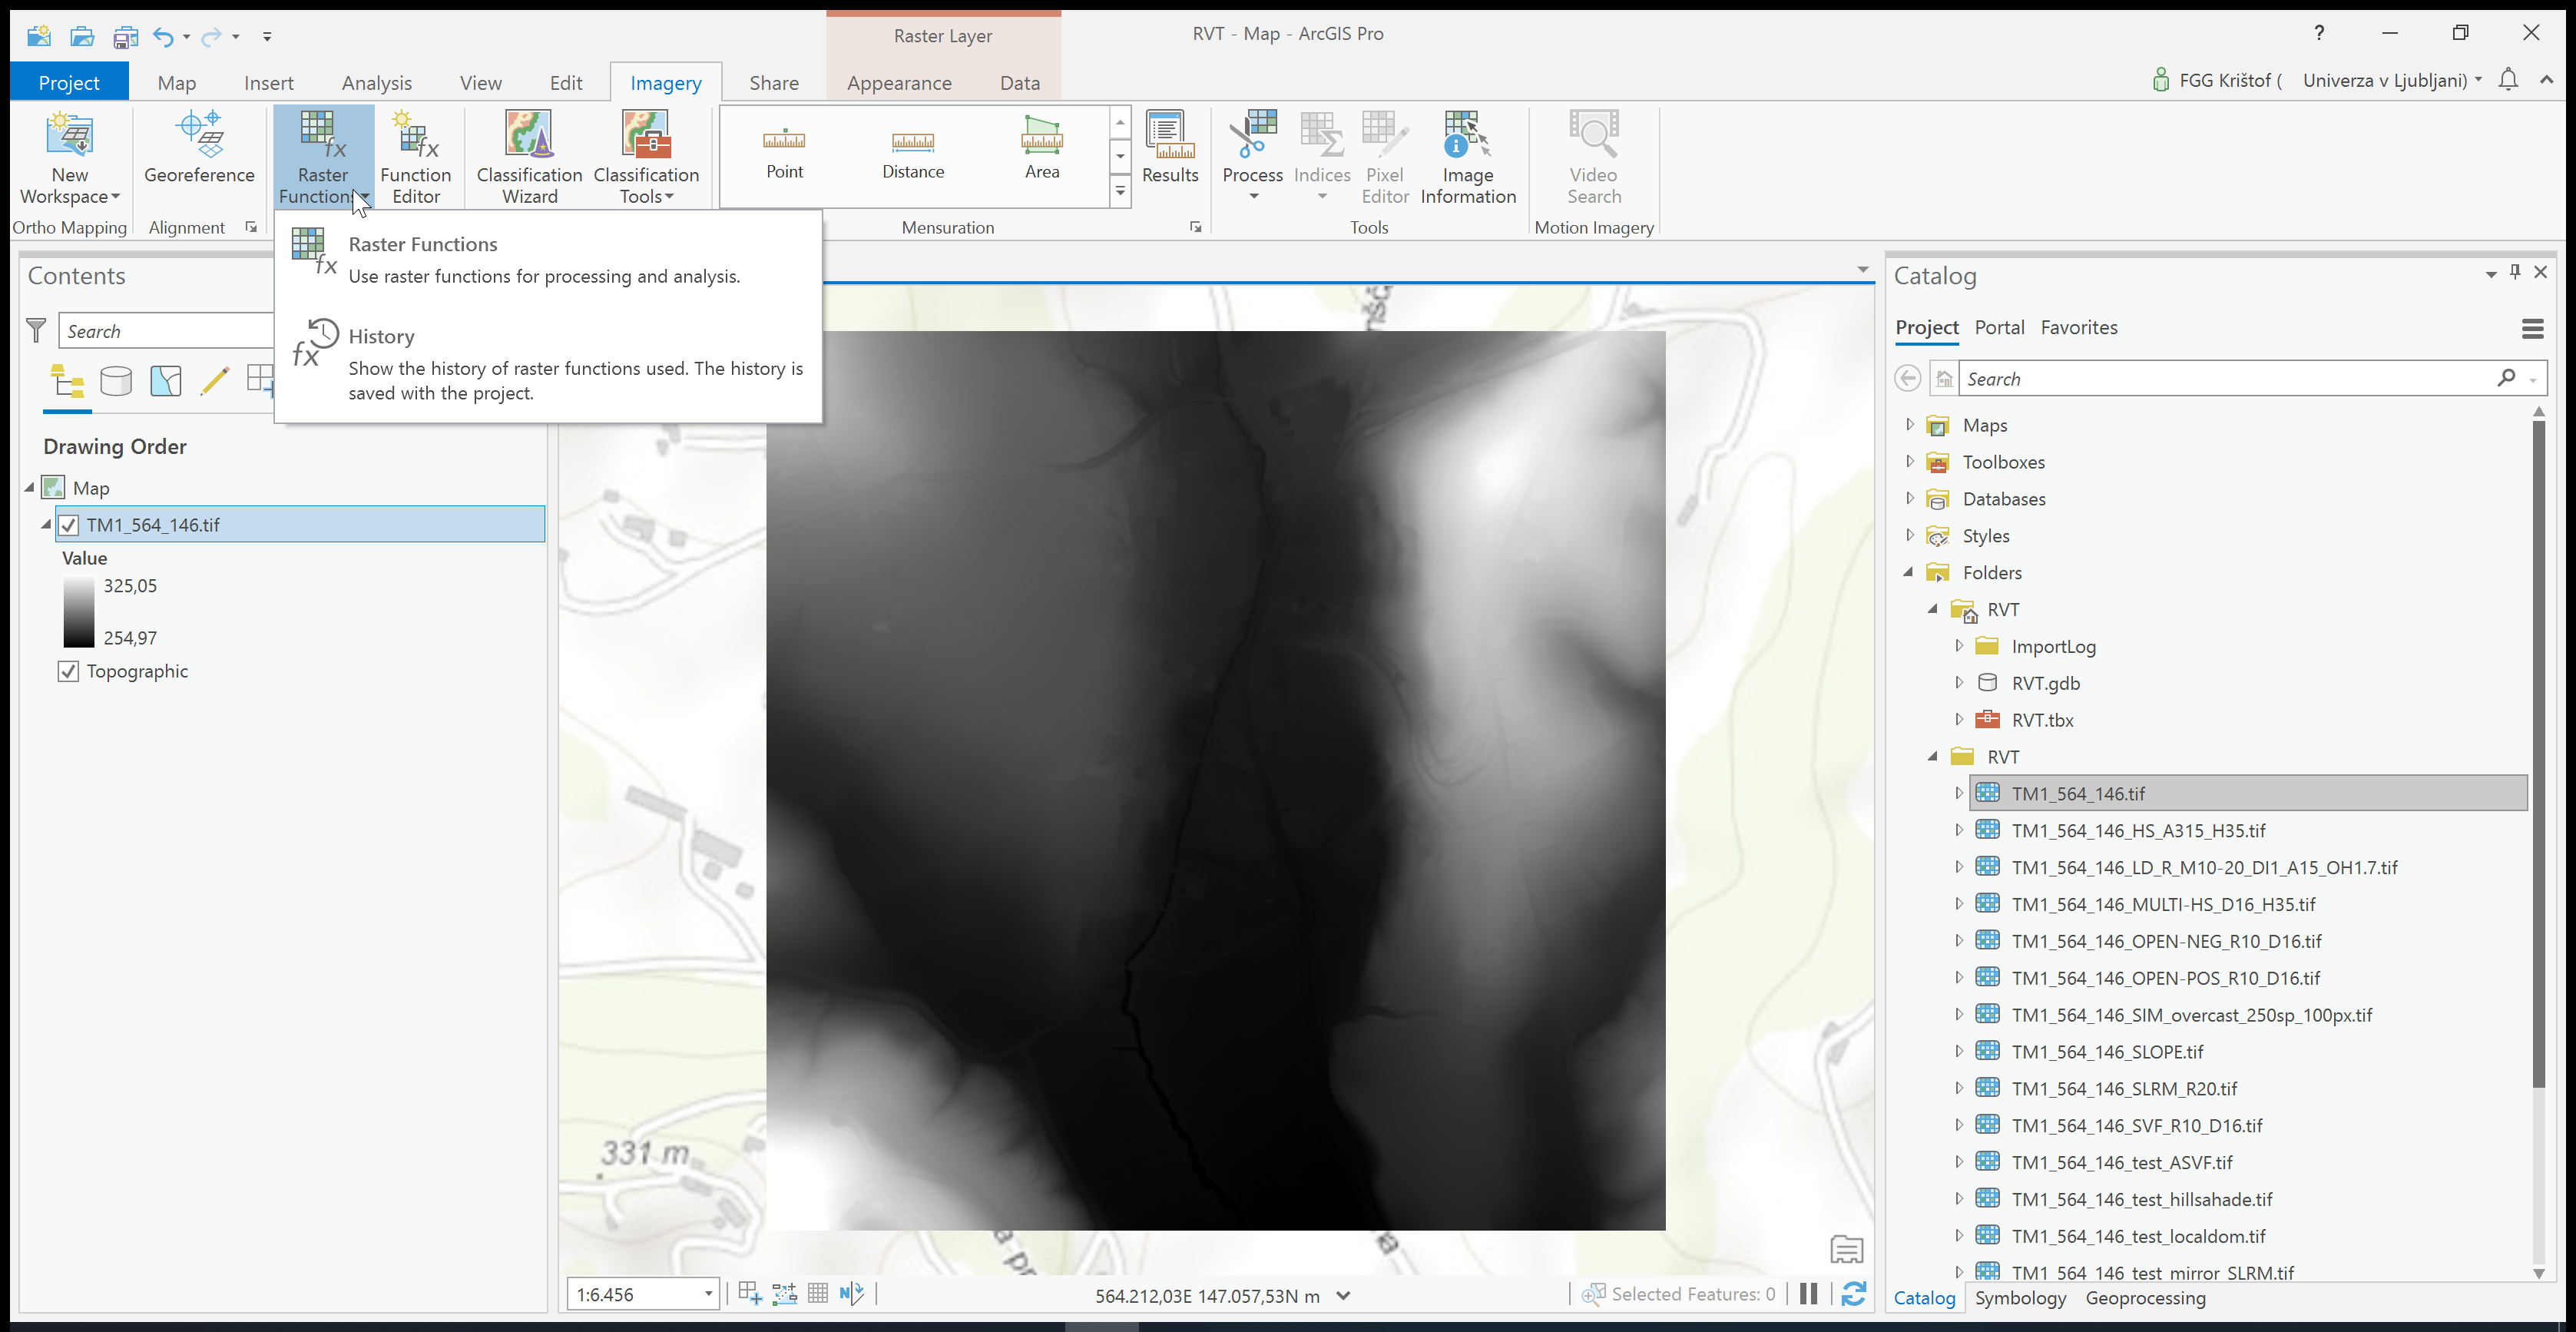 Raster Layer
RVT - Map - ArcGIS Pro
?
Project
Map
Insert
Analysis
View
Edit
Imagery
Share
Appearance
Data
FGG Krištof (
Univerza v Ljubljani)
New
Workspace
Georeference
Raster
Functions
Function
Editor
Classification
Wizard
Classification
Tools
Point
Distance
Area
Results
Process
Indices
Pixel
Editor
Image
Information
Video
Search
Ortho Mapping
Alignment
Mensuration
Tools
Motion Imagery
Raster Functions
Use raster functions for processing and analysis.
History
Show the history of raster functions used. The history is
saved with the project.
Contents
Search
Drawing Order
Map
TM1_564_146.tif
Value
325,05
254,97
Topographic
331 m
1:6.456
564.212,03E 147.057,53N m
Selected Features: 0
Catalog
Project
Portal
Favorites
Search
Maps
Toolboxes
Databases
Styles
Folders
RVT
ImportLog
RVT.gdb
RVT.tbx
RVT
TM1_564_146.tif
TM1_564_146_HS_A315_H35.tif
TM1_564_146_LD_R_M10-20_DI1_A15_OH1.7.tif
TM1_564_146_MULTI-HS_D16_H35.tif
TM1_564_146_OPEN-NEG_R10_D16.tif
TM1_564_146_OPEN-POS_R10_D16.tif
TM1_564_146_SIM_overcast_250sp_100px.tif
TM1_564_146_SLOPE.tif
TM1_564_146_SLRM_R20.tif
TM1_564_146_SVF_R10_D16.tif
TM1_564_146_test_ASVF.tif
TM1_564_146_test_hillsahade.tif
TM1_564_146_test_localdom.tif
TM1_564_146_test_mirror_SLRM.tif
Catalog
Symbology
Geoprocessing